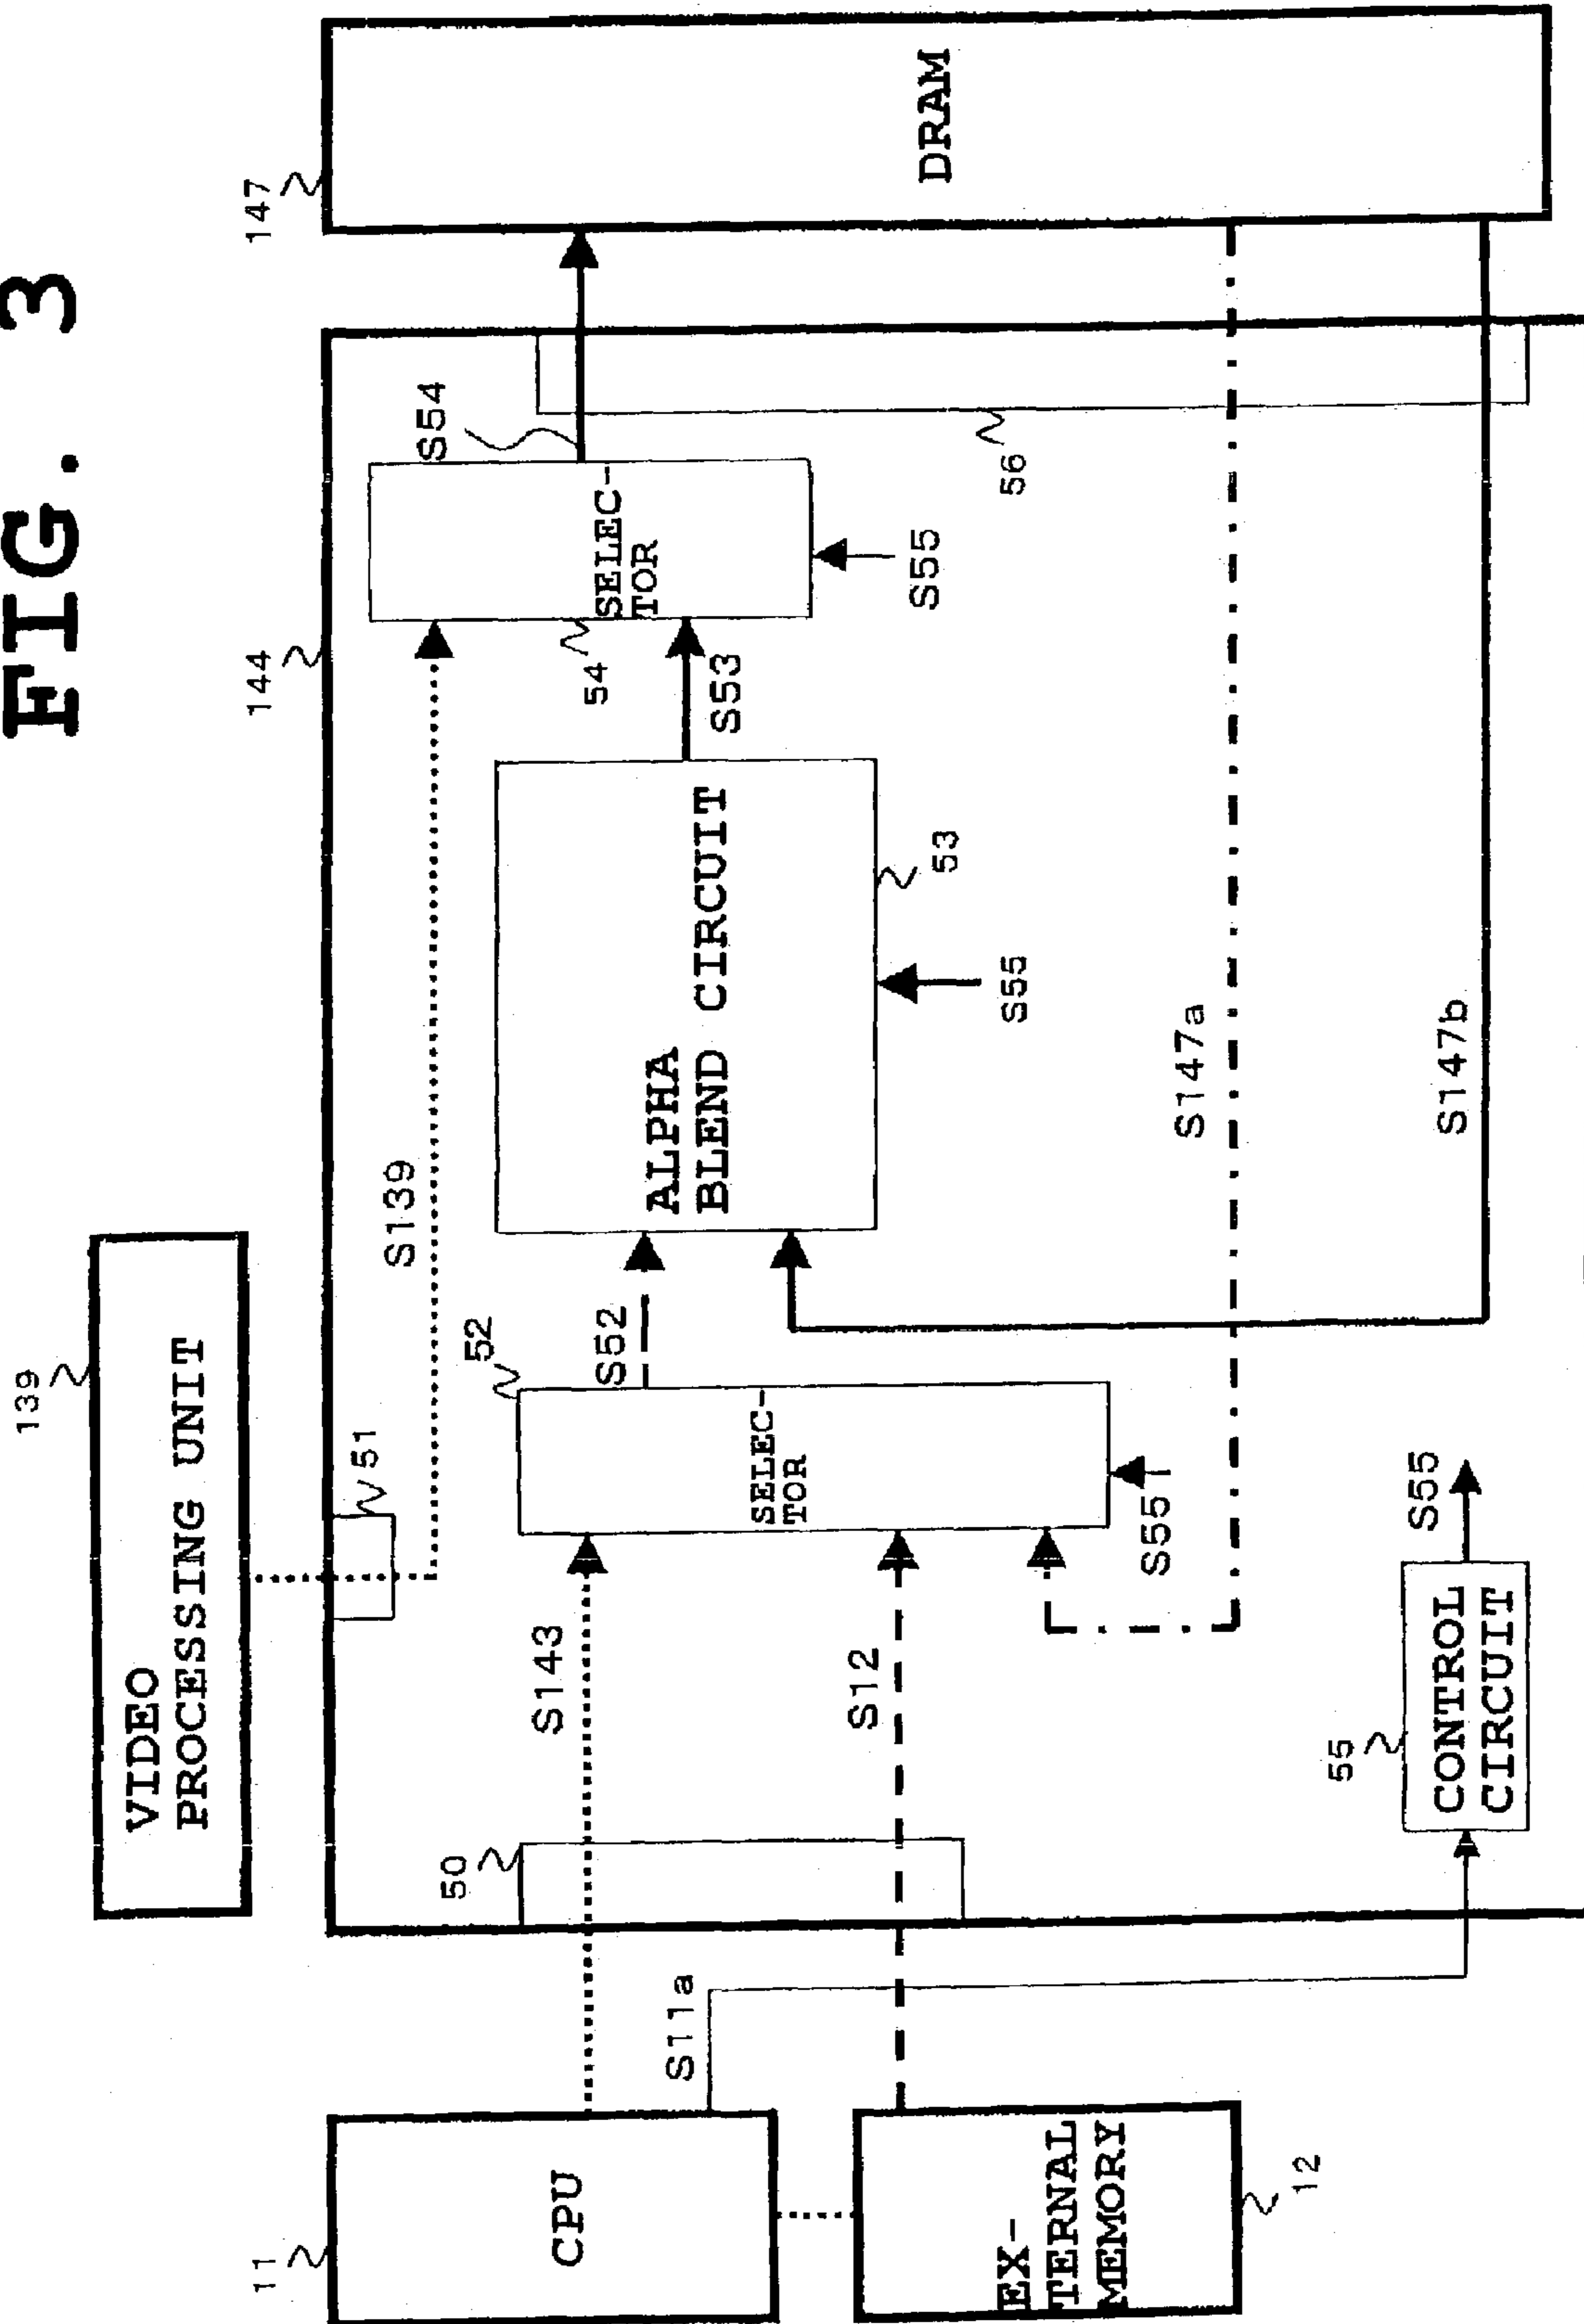 FIG. 3
139
VIDEO
PROCESSING UNIT
11
CPU
EX-
TERNAL
MEMORY
12
S11a
144
50
51
S143
S12
S139
52
SELEC-
TOR
S55
S52
ALPHA
BLEND CIRCUIT
53
S55
S53
54
SELEC-
TOR
S55
S54
56
S147a
S147b
55
CONTROL
CIRCUIT
S55
147
DRAM